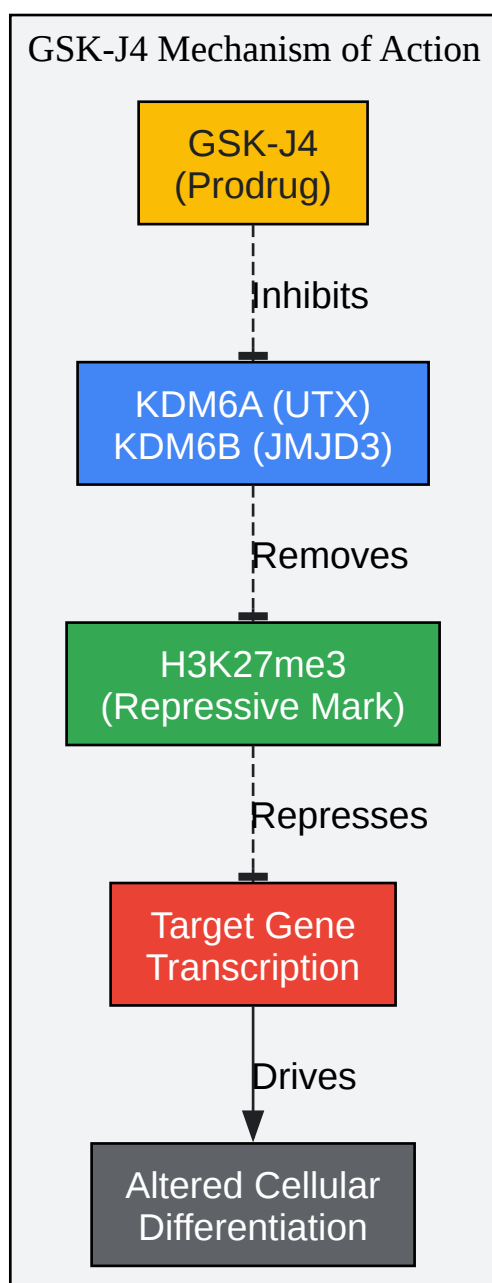 GSK-J4 Mechanism of Action
GSK-J4
(Prodrug)
Inhibits
KDM6A (UTX)
KDM6B (JMJD3)
Removes
H3K27me3
(Repressive Mark)
Represses
Target Gene
Transcription
Drives
Altered Cellular
Differentiation